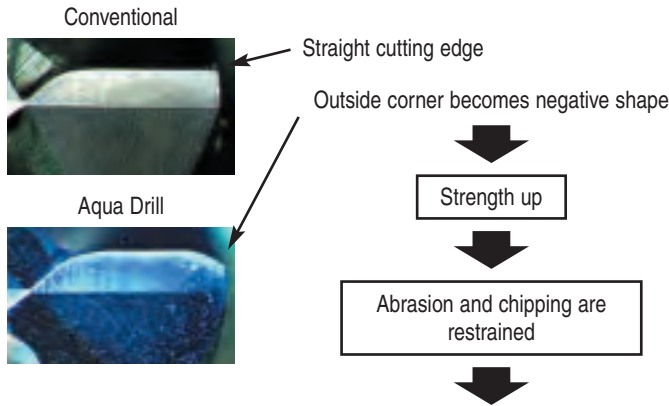 Conventional
Straight cutting edge
Outside corner becomes negative shape
Aqua Drill
Strength up
Abrasion and chipping are
restrained